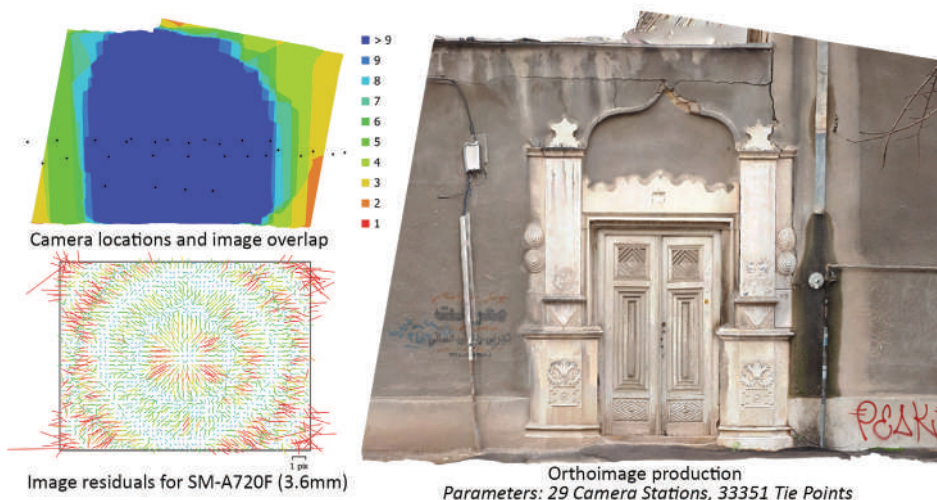 > 9
9
8
7
6
5
4
3
2
1
Camera locations and image overlap
1 pix
Image residuals for SM-A720F (3.6mm)
Orthoimage production
Parameters: 29 Camera Stations, 33351 Tie Points